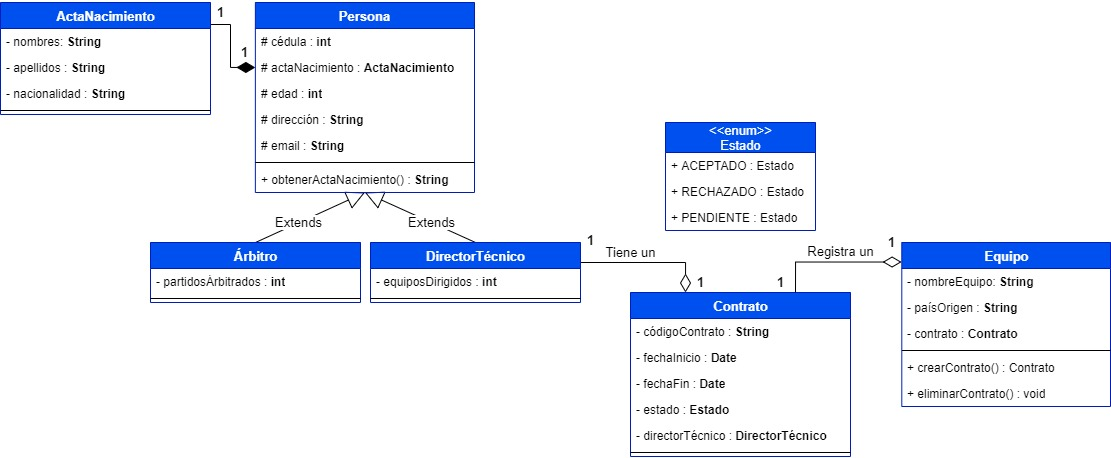 ActaNacimiento
- nombres: String
- apellidos : String
- nacionalidad : String
1
1
Persona
# cédula : int
# actaNacimiento : ActaNacimiento
# edad : int
# dirección : String
# email : String
+ obtenerActaNacimiento() : String
<<enum>>
Estado
+ ACEPTADO : Estado
+ RECHAZADO : Estado
+ PENDIENTE : Estado
Extends
Extends
Árbitro
- partidosArbitrados : int
DirectorTécnico
- equiposDirigidos : int
1
Tiene un
1
Contrato
- códigoContrato : String
- fechaInicio : Date
- fechaFin : Date
- estado : Estado
- directorTécnico : DirectorTécnico
1
Registra un
1
Equipo
- nombreEquipo: String
- paísOrigen : String
- contrato : Contrato
+ crearContrato() : Contrato
+ eliminarContrato() : void